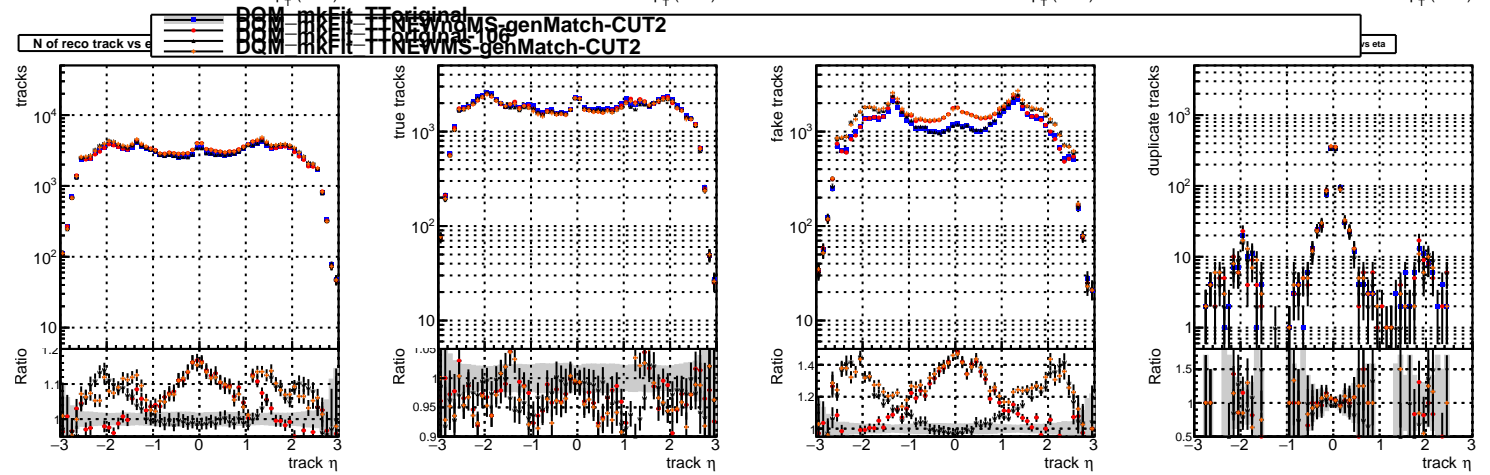 DQM_mkFit_TToriginal
DQM_mkFit_TTNEWnoMS-genMatch-CUT2
DQM_mkFit_TToriginal-106
DQM_mkFit_TTNEWMS-genMatch-CUT2
N of reco track vs e
vs eta
tracks
10⁴
10³
10²
10
Ratio
1.2
1.1
−3 −2 −1 0 1 2 3
track η
true tracks
10³
10²
10
Ratio
1.05
0.95
0.9
−3 −2 −1 0 1 2 3
track η
fake tracks
10³
10²
10
Ratio
1.4
1.2
−3 −2 −1 0 1 2 3
track η
duplicate tracks
10³
10²
10
1
Ratio
1.5
1.0
0.5
−3 −2 −1 0 1 2 3
track η